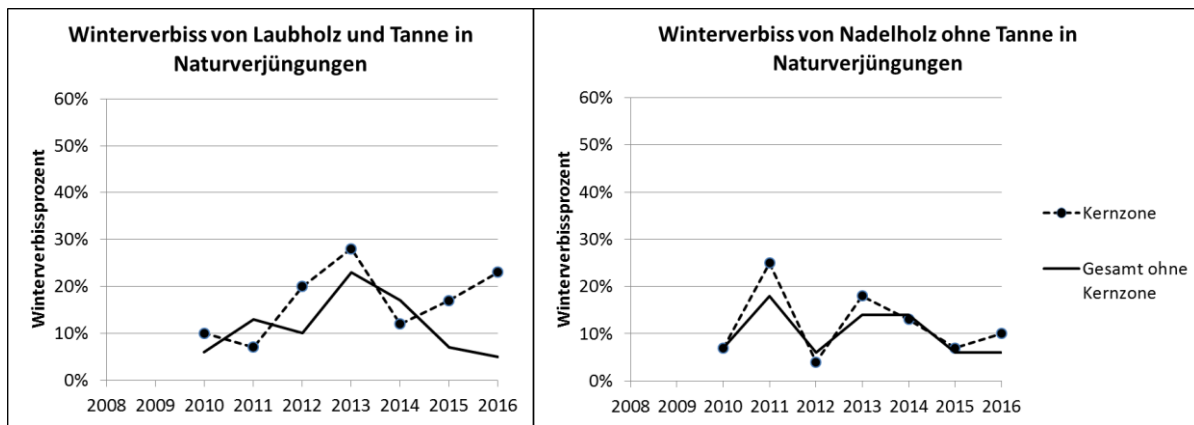 Winterverbiss von Laubholz und Tanne in
Naturverjüngungen
Winterverbissprozent
60%
50%
40%
30%
20%
10%
0%
2008 2009 2010 2011 2012 2013 2014 2015 2016
Winterverbiss von Nadelholz ohne Tanne in
Naturverjüngungen
Winterverbissprozent
60%
50%
40%
30%
20%
10%
0%
2008 2009 2010 2011 2012 2013 2014 2015 2016
Kernzone
Gesamt ohne
Kernzone